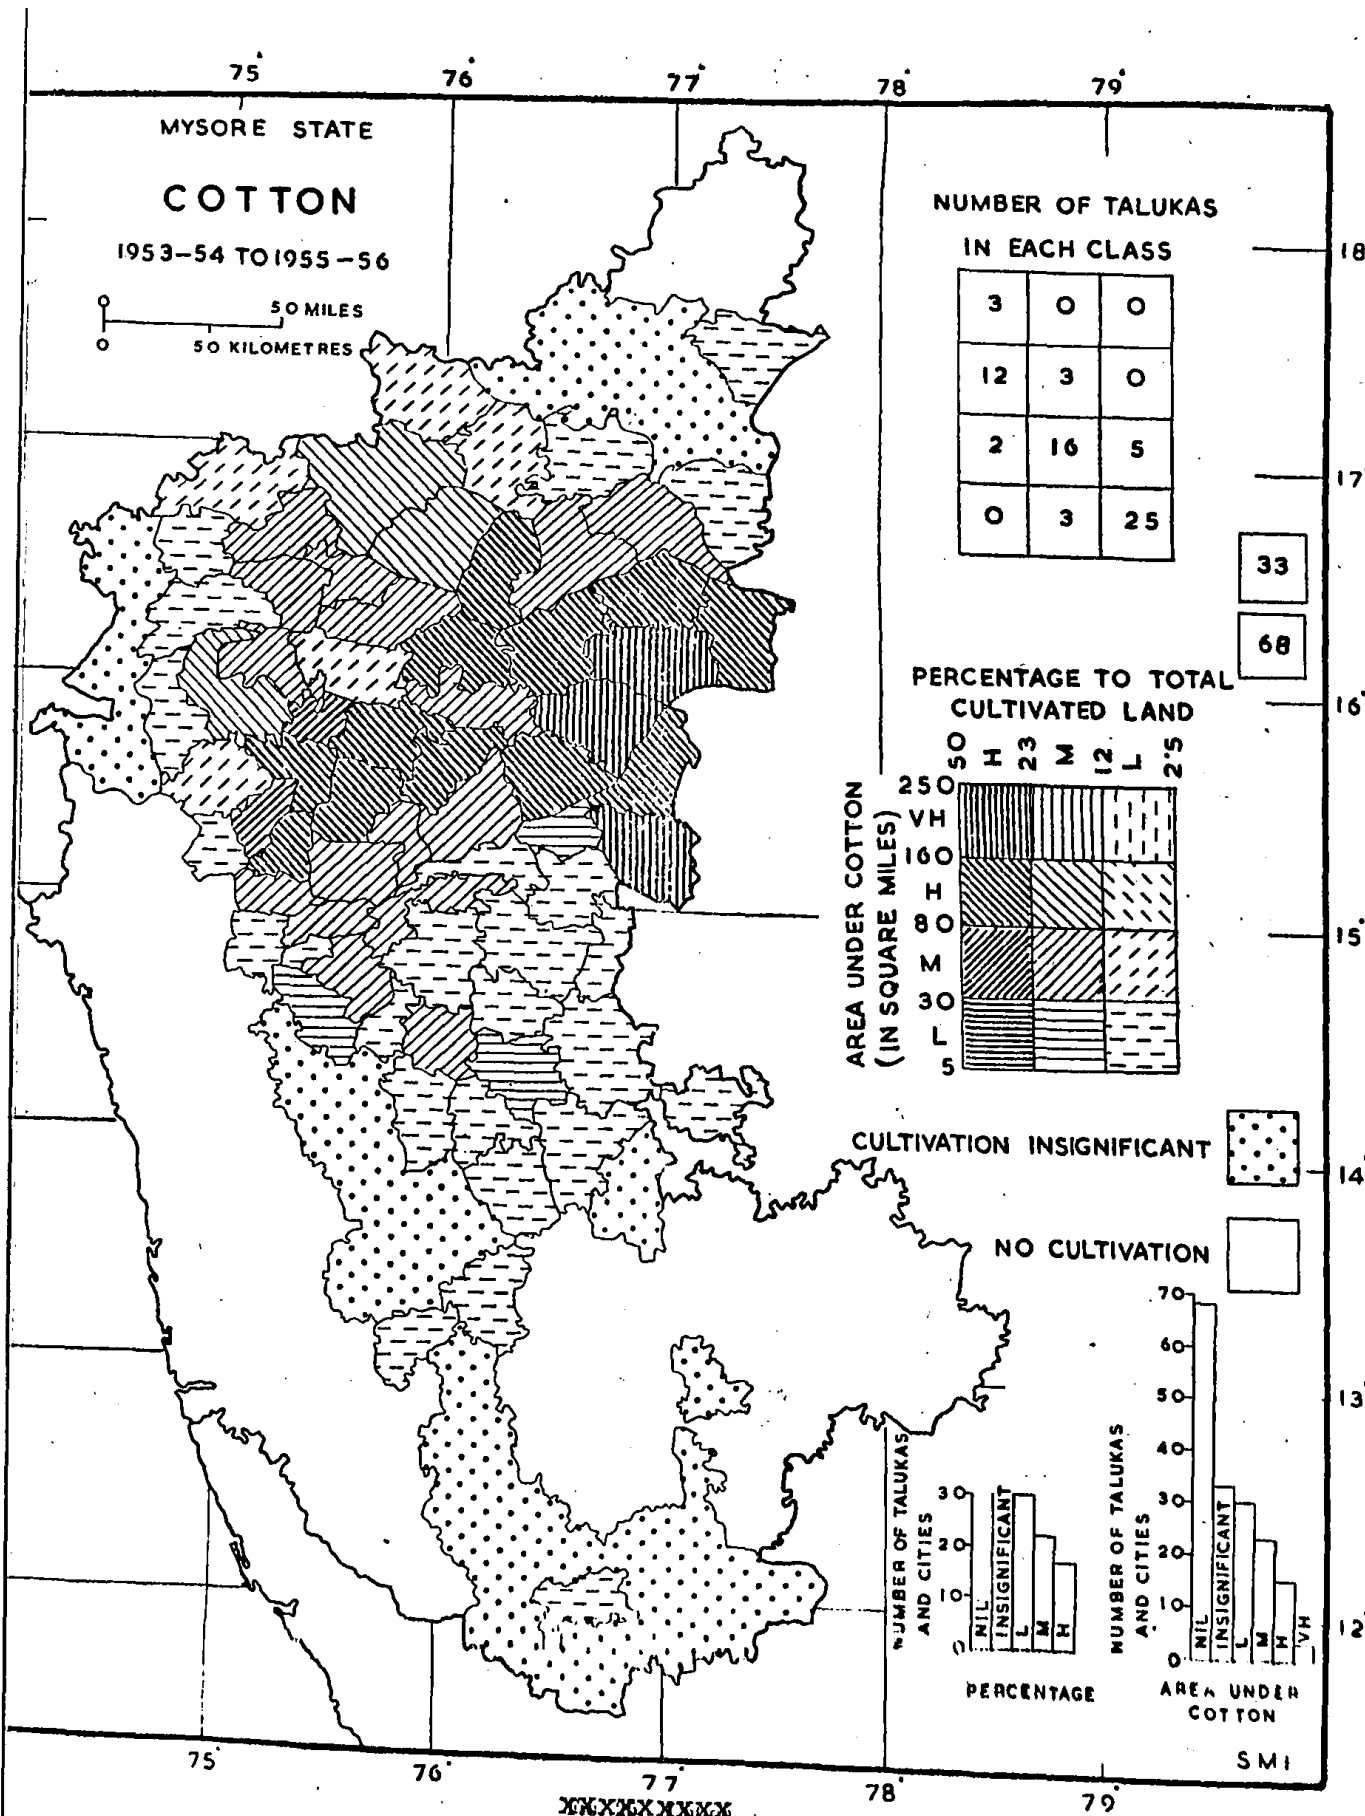 75° 76° 77° 78° 79°
MYSORE STATE
COTTON
1953-54 TO 1955-56
0 50 MILES
0 50 KILOMETRES
NUMBER OF TALUKAS
IN EACH CLASS
3 0 0
12 3 0
2 16 5
0 3 25
33
68
18
17
16°
15°
14
13
12
PERCENTAGE TO TOTAL
CULTIVATED LAND
50 H 23 M 12 L 2.5
AREA UNDER COTTON
(IN SQUARE MILES)
250
VH
160
H
80
M
30
L
5
CULTIVATION INSIGNIFICANT
NO CULTIVATION
NUMBER OF TALUKAS
AND CITIES
30
20
10
0
NIL
INSIGNIFICANT
L
M
H
PERCENTAGE
NUMBER OF TALUKAS
AND CITIES
70
60
50
40
30
20
10
0
NIL
INSIGNIFICANT
L
M
H
VH
AREA UNDER
COTTON
SMI
75° 76° 77° 78° 79°
XXXXXXXXX